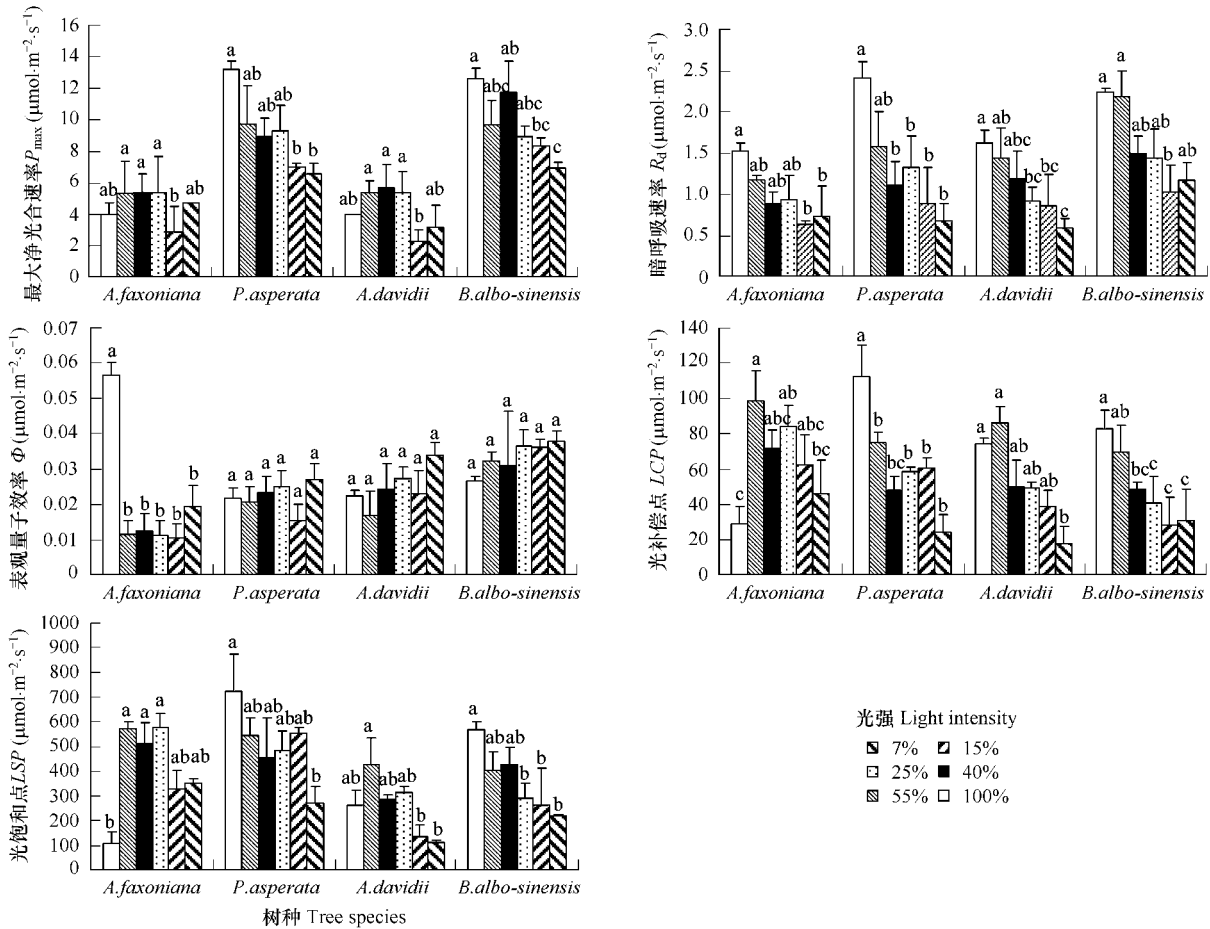 最大净光合速率Pmax (μmol·m⁻²·s⁻¹)
16
14
12
10
8
6
4
2
0
ab a a a b ab
a ab ab ab b b
ab a a a b ab
a abc ab abc bc c
A.faxoniana P.asperata A.davidii B.albo-sinensis
暗呼吸速率 Rd (μmol·m⁻²·s⁻¹)
3.0
2.5
2.0
1.5
1.0
0.5
0
a ab ab ab b b
a ab b b b b
a ab abc bc bc c
a a ab ab b ab
A.faxoniana P.asperata A.davidii B.albo-sinensis
表观量子效率 Φ (μmol·m⁻²·s⁻¹)
0.07
0.06
0.05
0.04
0.03
0.02
0.01
0
a b b b b b
a a a a a a
a a a a a a
a a a a a a
A.faxoniana P.asperata A.davidii B.albo-sinensis
光补偿点 LCP (μmol·m⁻²·s⁻¹)
140
120
100
80
60
40
20
0
c a abc ab abc bc
a b bc b b c
a a ab ab ab b
a ab bc c c c
A.faxoniana P.asperata A.davidii B.albo-sinensis
光饱和点LSP (μmol·m⁻²·s⁻¹)
1000
900
800
700
600
500
400
300
200
100
0
b a a a ab ab
a ab ab ab ab b
ab a ab ab b b
a ab ab b b b
A.faxoniana P.asperata A.davidii B.albo-sinensis
树种 Tree species
光强 Light intensity
7% 15%
25% 40%
55% 100%